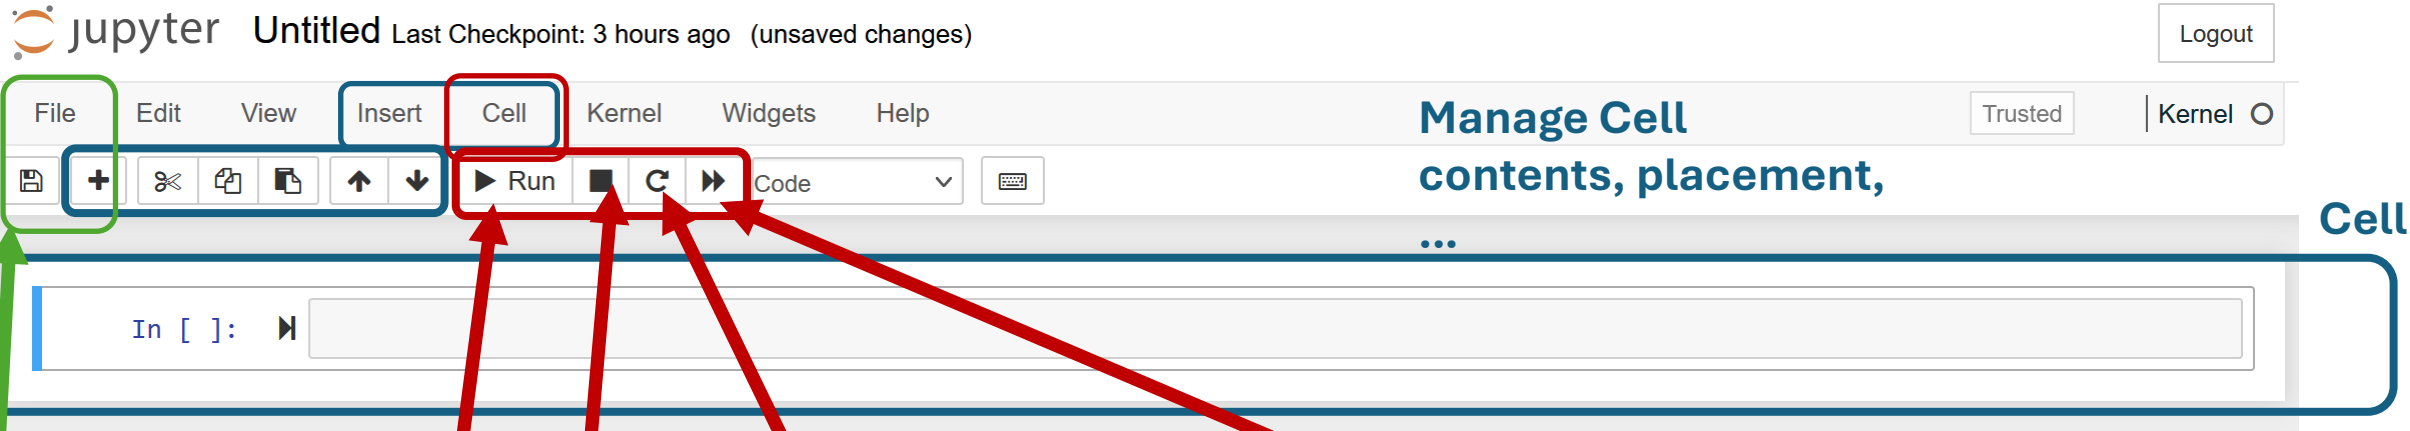 jupyter Untitled Last Checkpoint: 3 hours ago (unsaved changes)
Logout
File Edit View Insert Cell Kernel Widgets Help
Trusted
Kernel
Manage Cell
contents, placement,
...
Run
Code
Cell
In [ ]: